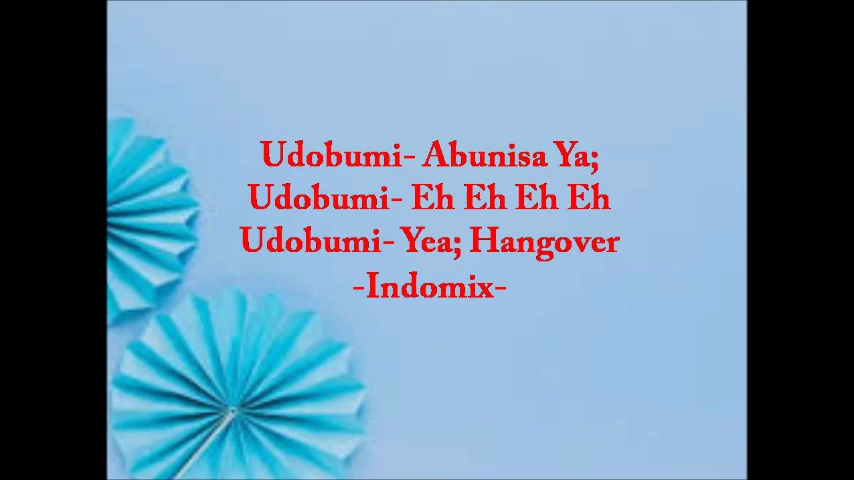 Udobumi- Abunisa Ya;
Udobumi- Eh Eh Eh Eh
Udobumi- Yea; Hangover
-Indomix-